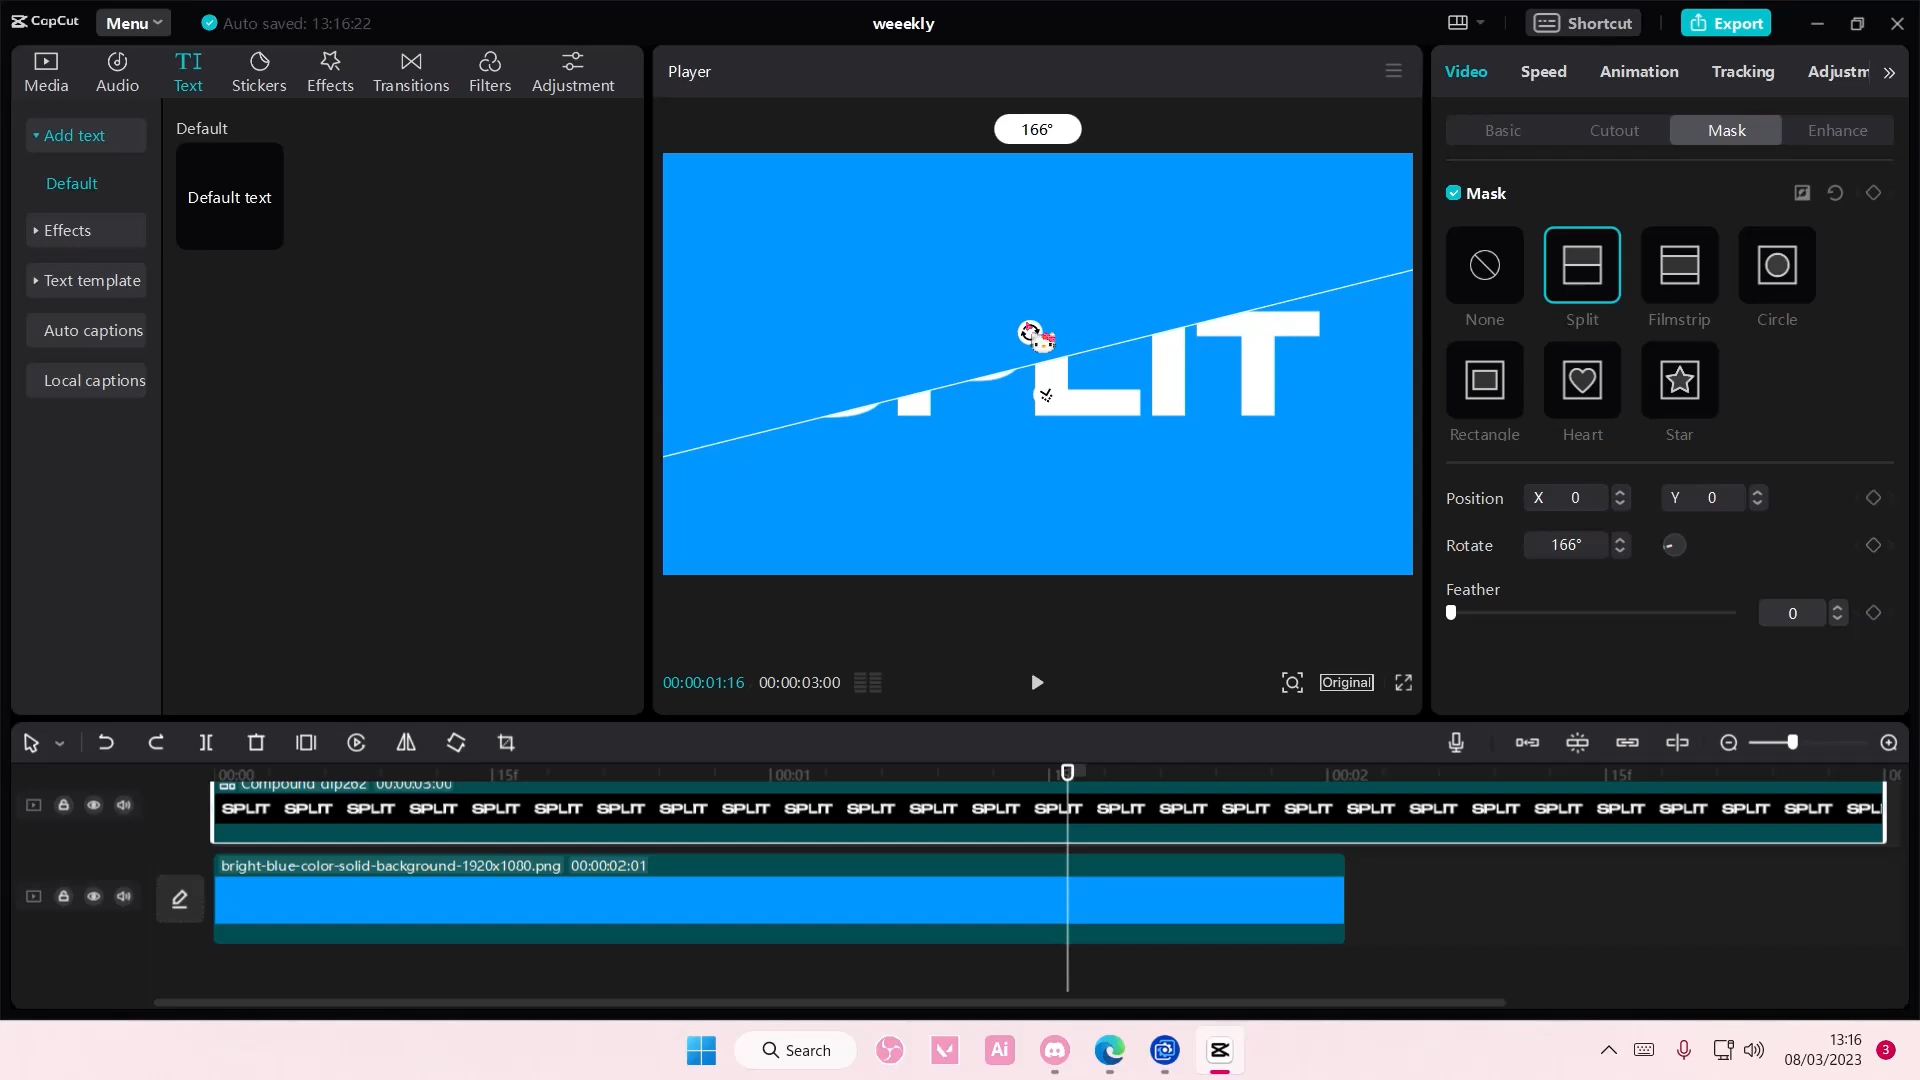 CapCut Menu Auto saved: 13:16:22 weeekly Shortcut Export
Media Audio Text Stickers Effects Transitions Filters Adjustment
Player
Video Speed Animation Tracking Adjustm
Add text
Default
Effects
Text template
Auto captions
Local captions
Default
Default text
166°
LIT
00:00:01:16 00:00:03:00
Original
Basic Cutout Mask Enhance
Mask
None Split Filmstrip Circle
Rectangle Heart Star
Position X 0 Y 0
Rotate 166°
Feather
0
00:00 15f 00:01 00:02 15f
Compound clip262 00:00:03:00
SPLIT SPLIT SPLIT SPLIT SPLIT SPLIT SPLIT SPLIT SPLIT SPLIT SPLIT SPLIT SPLIT SPLIT SPLIT SPLIT SPLIT SPLIT SPLIT SPLIT SPLIT SPLIT SPLIT SPLIT SPLIT SPLIT SPL
bright-blue-color-solid-background-1920x1080.png 00:00:02:01
Search
Ai
13:16
08/03/2023
3